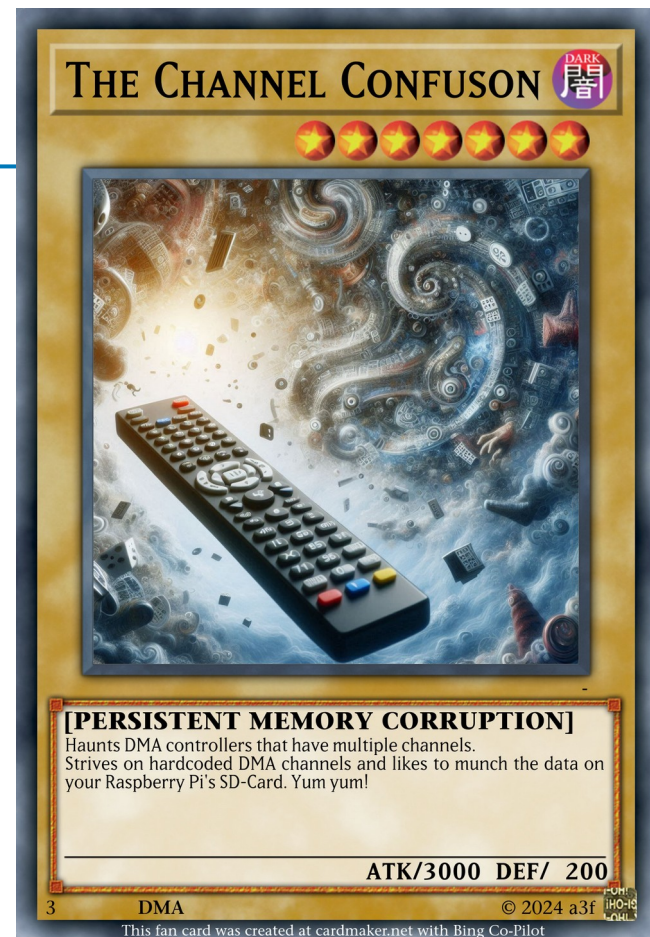 THE CHANNEL CONFUSON
DARK
闇
[PERSISTENT MEMORY CORRUPTION]
Haunts DMA controllers that have multiple channels.
Strives on hardcoded DMA channels and likes to munch the data on
your Raspberry Pi's SD-Card. Yum yum!
ATK/3000 DEF/ 200
3 DMA © 2024 a3f
This fan card was created at cardmaker.net with Bing Co-Pilot